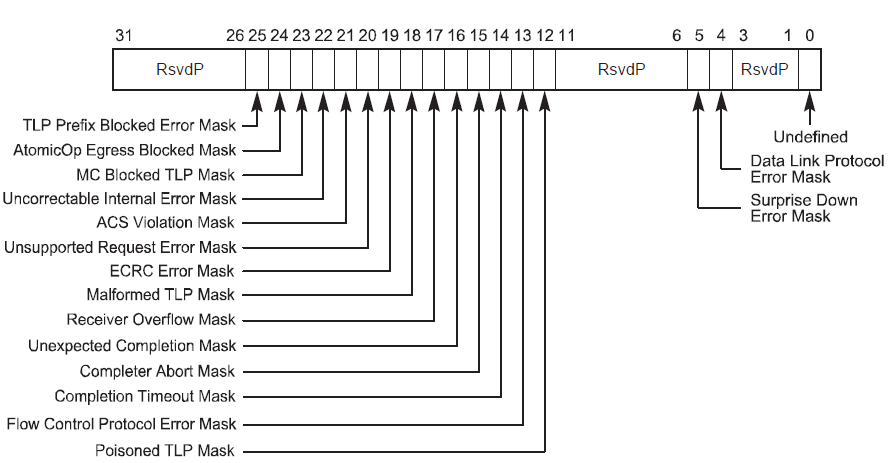 31 26 25 24 23 22 21 20 19 18 17 16 15 14 13 12 11 6 5 4 3 1 0
RsvdP RsvdP RsvdP
TLP Prefix Blocked Error Mask
AtomicOp Egress Blocked Mask
MC Blocked TLP Mask
Uncorrectable Internal Error Mask
ACS Violation Mask
Unsupported Request Error Mask
ECRC Error Mask
Malformed TLP Mask
Receiver Overflow Mask
Unexpected Completion Mask
Completer Abort Mask
Completion Timeout Mask
Flow Control Protocol Error Mask
Poisoned TLP Mask
Undefined
Data Link Protocol
Error Mask
Surprise Down
Error Mask